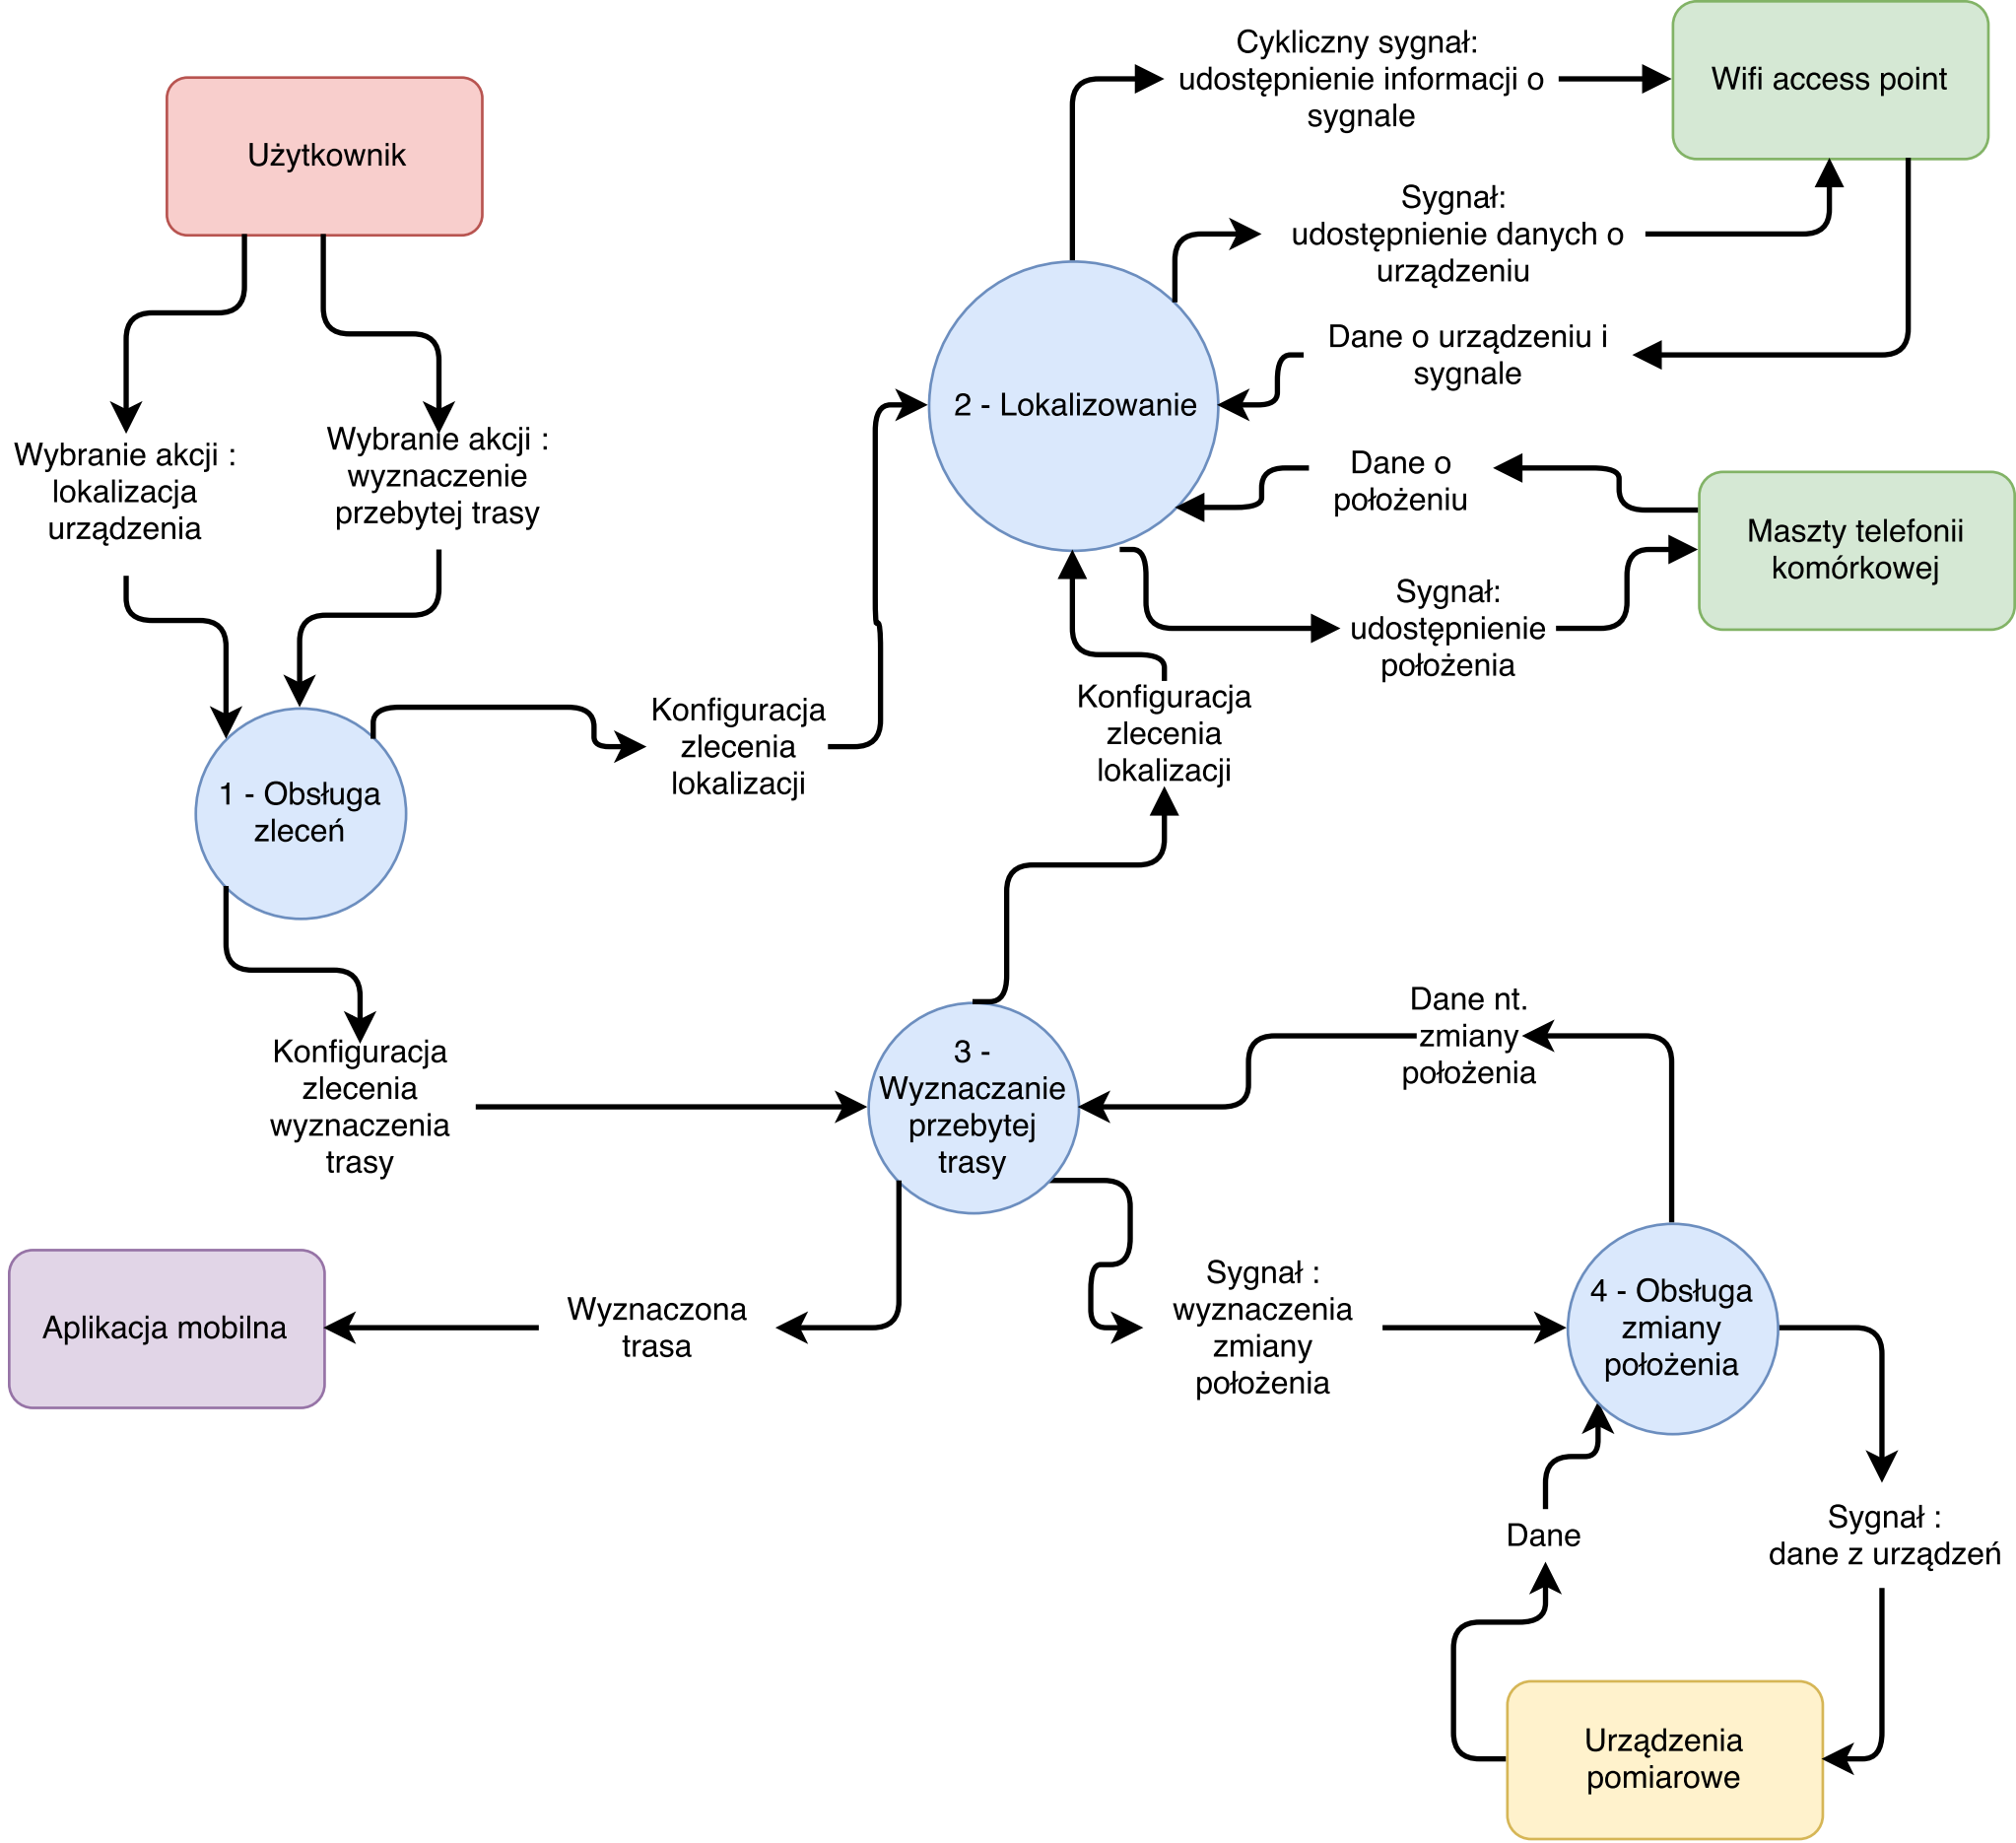 Cykliczny sygnał:
udostępnienie informacji o
sygnale
Wifi access point
Użytkownik
Sygnał:
udostępnienie danych o
urządzeniu
Dane o urządzeniu i
sygnale
2 - Lokalizowanie
Wybranie akcji :
lokalizacja
urządzenia
Wybranie akcji :
wyznaczenie
przebytej trasy
Dane o
położeniu
Maszty telefonii
komórkowej
Sygnał:
udostępnienie
położenia
Konfiguracja
zlecenia
lokalizacji
Konfiguracja
zlecenia
lokalizacji
1 - Obsługa
zleceń
Dane nt.
zmiany
położenia
Konfiguracja
zlecenia
wyznaczenia
trasy
3 -
Wyznaczanie
przebytej
trasy
Aplikacja mobilna
Wyznaczona
trasa
Sygnał :
wyznaczenia
zmiany
położenia
4 - Obsługa
zmiany
położenia
Dane
Sygnał :
dane z urządzeń
Urządzenia
pomiarowe